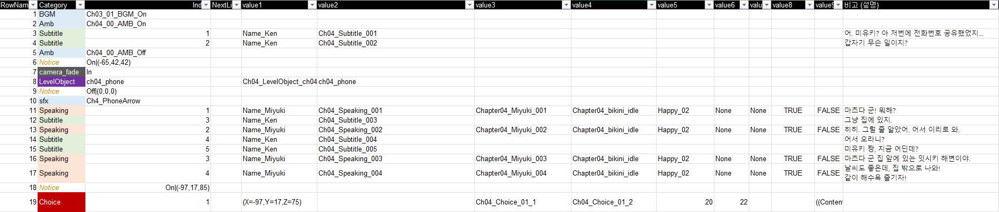 RowNam Category Ind NextLi value1 value2 value3 value4 value5 value6 valu value8 value9 비고 (설명)
1 BGM Ch03_01_BGM_On
2 Amb Ch04_00_AMB_On
3 Subtitle 1 Name_Ken Ch04_Subtitle_001 어. 미유키? 아 저번에 전화번호 공유했었지...
4 Subtitle 2 Name_Ken Ch04_Subtitle_002 갑자기 무슨 일이지?
5 Amb Ch04_00_AMB_Off
6 Notice On|(-65,42,42)
7 camera_fade In
8 LevelObject ch04_phone Ch04_LevelObject_ch04 ch04_phone
9 Notice Off|(0,0,0)
10 sfx Ch4_PhoneArrow
11 Speaking 1 Name_Miyuki Ch04_Speaking_001 Chapter04_Miyuki_001 Chapter04_bikini_idle Happy_02 None None TRUE FALSE 마츠다 군! 뭐해?
12 Subtitle 3 Name_Ken Ch04_Subtitle_003 그냥 집에 있지.
13 Speaking 2 Name_Miyuki Ch04_Speaking_002 Chapter04_Miyuki_002 Chapter04_bikini_idle Happy_02 None None TRUE FALSE 히히. 그럴 줄 알았어. 어서 이리로 와.
14 Subtitle 4 Name_Ken Ch04_Subtitle_004 어서 오라니?
15 Subtitle 5 Name_Ken Ch04_Subtitle_005 미유키 짱, 지금 어딘데?
16 Speaking 3 Name_Miyuki Ch04_Speaking_003 Chapter04_Miyuki_003 Chapter04_bikini_idle Happy_02 None None TRUE FALSE 마츠다 군 집 앞에 있는 잇시키 해변이야.
17 Speaking 4 Name_Miyuki Ch04_Speaking_004 Chapter04_Miyuki_004 Chapter04_bikini_idle Happy_02 None None TRUE FALSE 날씨도 좋은데, 집 밖으로 나와!
같이 해수욕 즐기자!
18 Notice On|(-97,17,85)
19 Choice 1 (X=-97,Y=17,Z=75) Ch04_Choice_01_1 Ch04_Choice_01_2 20 22 ((Conten